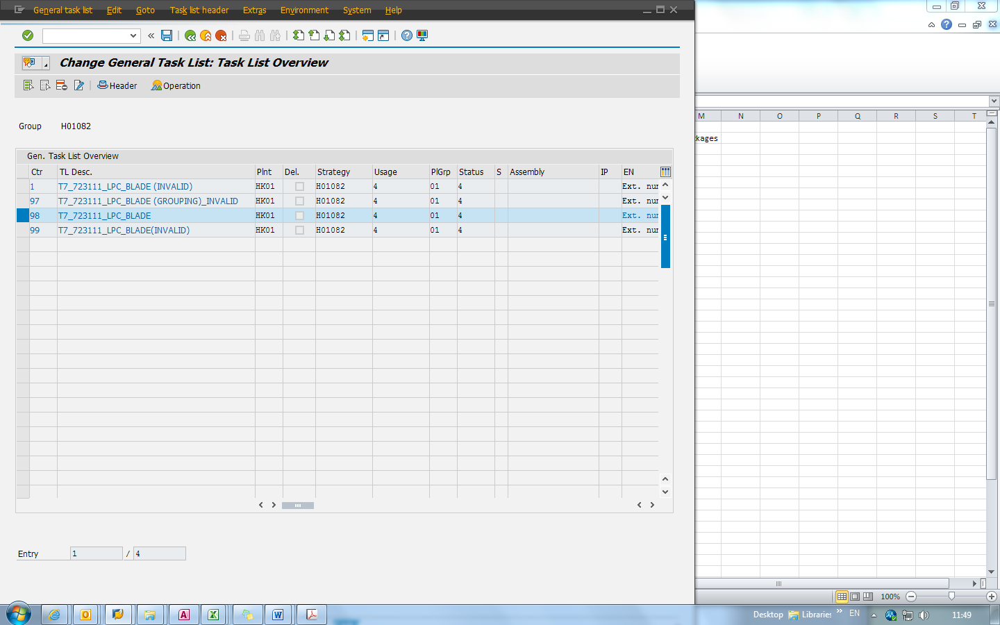 General task list Edit Goto Task list header Extras Environment System Help
Change General Task List: Task List Overview
Header Operation
Group H01082
Gen. Task List Overview
Ctr TL Desc. Plnt Del. Strategy Usage PlGrp Status S Assembly IP EN
1 T7_723111_LPC_BLADE (INVALID) HK01 H01082 4 01 4 Ext. nur
97 T7_723111_LPC_BLADE (GROUPING)_INVALID HK01 H01082 4 01 4 Ext. nur
98 T7_723111_LPC_BLADE HK01 H01082 4 01 4 Ext. nur
99 T7_723111_LPC_BLADE(INVALID) HK01 H01082 4 01 4 Ext. nur
Entry 1 / 4
M N O P Q R S T
kages
100%
Desktop Libraries » EN 11:49